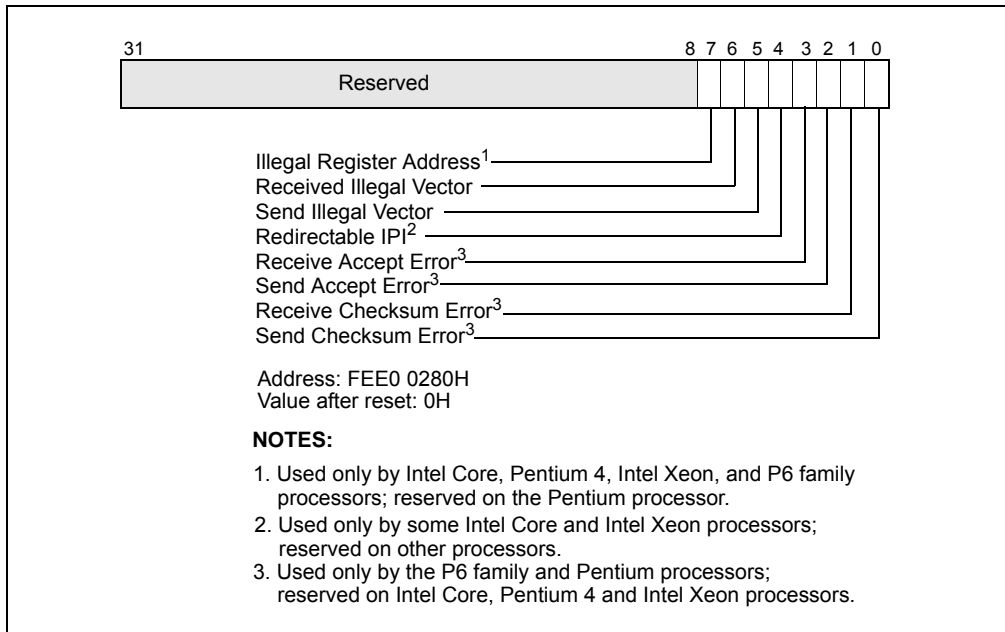 31 8 7 6 5 4 3 2 1 0
Reserved
Illegal Register Address1
Received Illegal Vector
Send Illegal Vector
Redirectable IPI2
Receive Accept Error3
Send Accept Error3
Receive Checksum Error3
Send Checksum Error3
Address: FEE0 0280H
Value after reset: 0H
NOTES:
1. Used only by Intel Core, Pentium 4, Intel Xeon, and P6 family
processors; reserved on the Pentium processor.
2. Used only by some Intel Core and Intel Xeon processors;
reserved on other processors.
3. Used only by the P6 family and Pentium processors;
reserved on Intel Core, Pentium 4 and Intel Xeon processors.